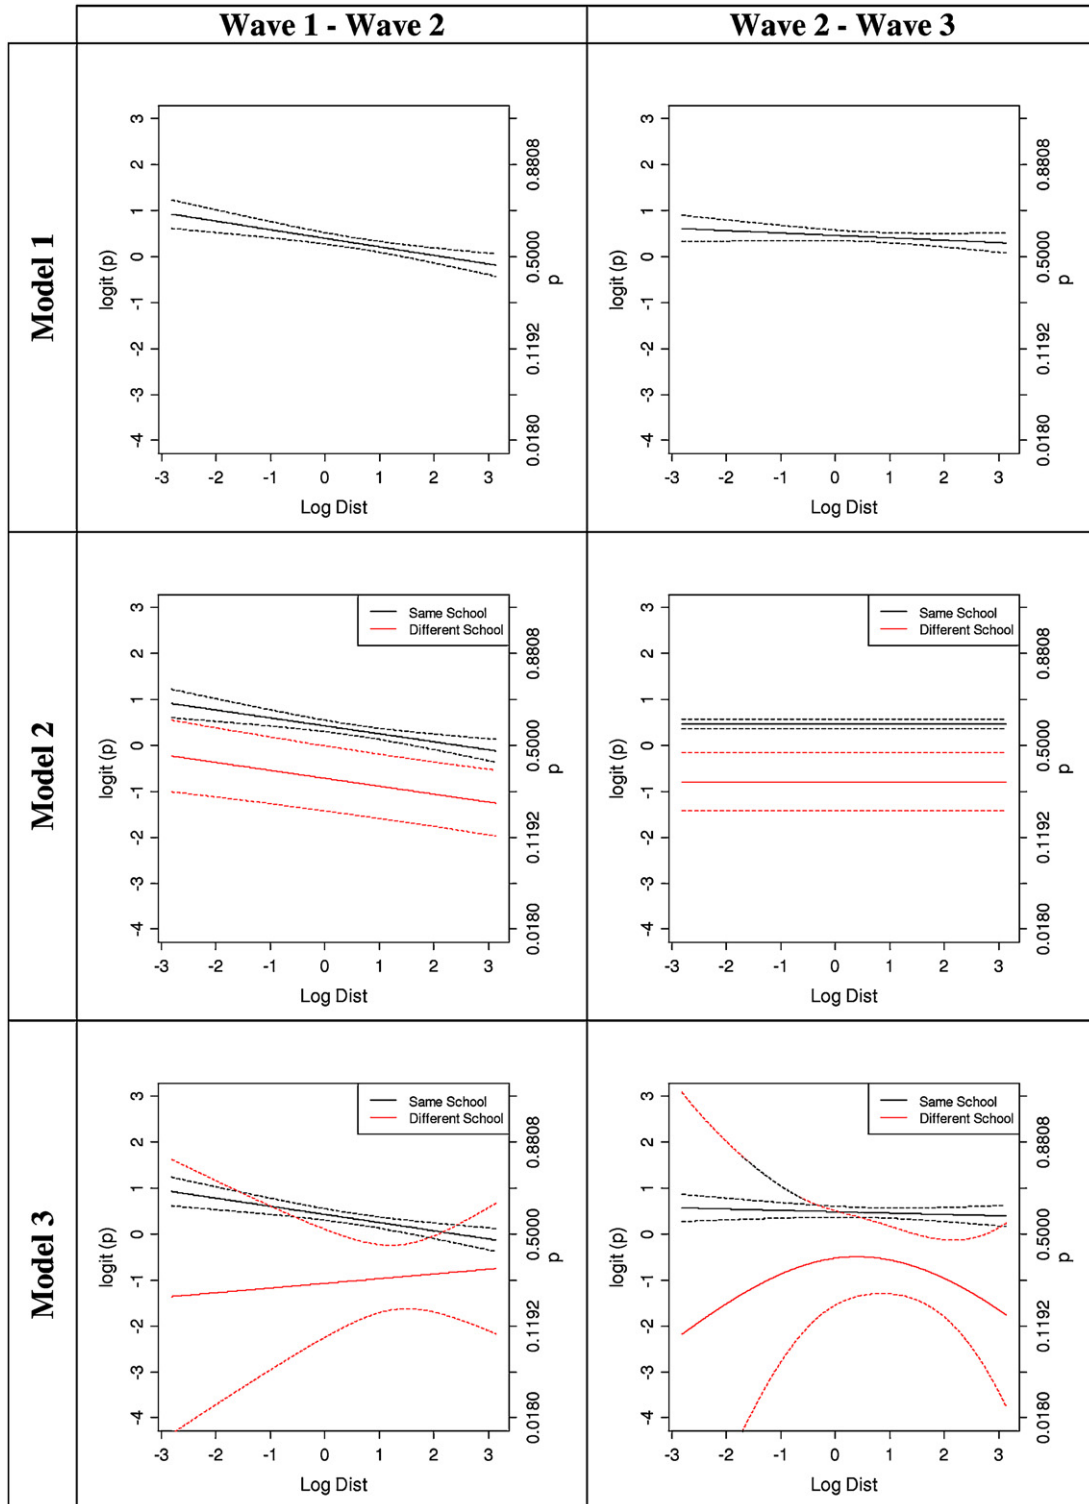 Wave 1 - Wave 2
Wave 2 - Wave 3
Model 1
logit (p)
3
2
1
0
-1
-2
-3
-4
-3 -2 -1 0 1 2 3
Log Dist
0.8808
0.5000
0.1192
0.0180
p
logit (p)
3
2
1
0
-1
-2
-3
-4
-3 -2 -1 0 1 2 3
Log Dist
0.8808
0.5000
0.1192
0.0180
p
Model 2
Same School
Different School
logit (p)
3
2
1
0
-1
-2
-3
-4
-3 -2 -1 0 1 2 3
Log Dist
0.8808
0.5000
0.1192
0.0180
p
Same School
Different School
logit (p)
3
2
1
0
-1
-2
-3
-4
-3 -2 -1 0 1 2 3
Log Dist
0.8808
0.5000
0.1192
0.0180
p
Model 3
Same School
Different School
logit (p)
3
2
1
0
-1
-2
-3
-4
-3 -2 -1 0 1 2 3
Log Dist
0.8808
0.5000
0.1192
0.0180
p
Same School
Different School
logit (p)
3
2
1
0
-1
-2
-3
-4
-3 -2 -1 0 1 2 3
Log Dist
0.8808
0.5000
0.1192
0.0180
p